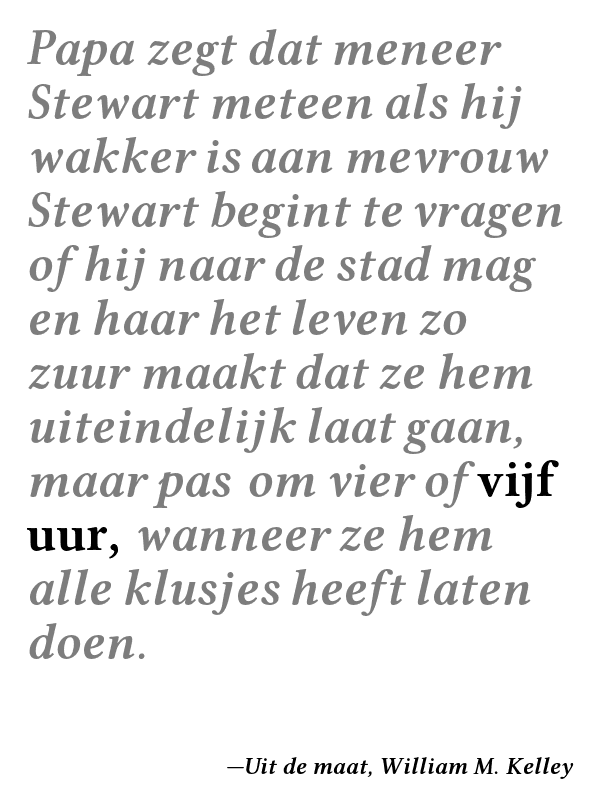 Papa zegt dat meneer
Stewart meteen als hij
wakker is aan mevrouw
Stewart begint te vragen
of hij naar de stad mag
en haar het leven zo
zuur maakt dat ze hem
uiteindelijk laat gaan,
maar pas om vier of vijf
uur, wanneer ze hem
alle klusjes heeft laten
doen.
—Uit de maat, William M. Kelley